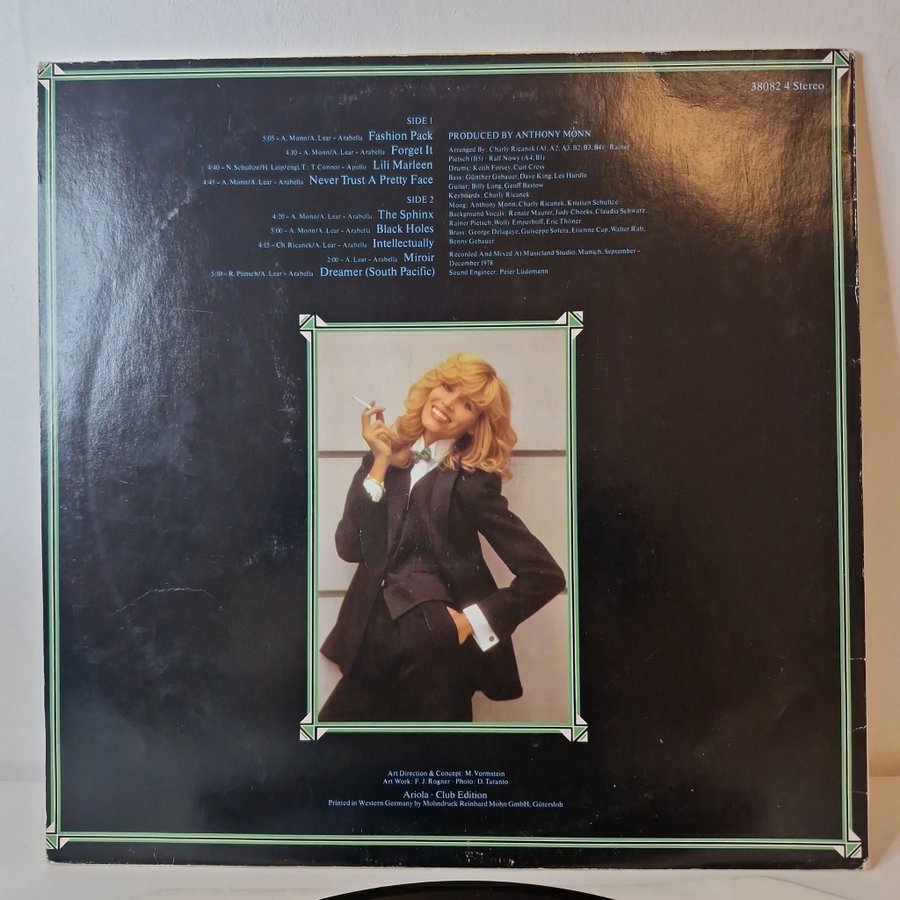 38082 4 Stereo
SIDE 1
5:05 – A. Monn/A. Lear – Arabella Fashion Pack
4:10 – A. Monn/A. Lear – Arabella Forget It
4:40 – N. Schultze/H. Leip/engl.T.: T. Connor – Apollo Lili Marleen
4:45 – A. Monn/A. Lear – Arabella Never Trust A Pretty Face
SIDE 2
4:20 – A. Monn/A. Lear – Arabella The Sphinx
5:00 – A. Monn/A. Lear – Arabella Black Holes
4:15 – Ch. Ricanek/A. Lear – Arabella Intellectually
2:00 – A. Lear – Arabella Miroir
5:10 – R. Pietsch/A. Lear – Arabella Dreamer (South Pacific)
PRODUCED BY ANTHONY MONN
Arranged By: Charly Ricanek (A1, A2, A3, B2, B3, B4) · Rainer
Pietsch (B5) · Ralf Nowy (A4, B1)
Drums: Keith Forsey, Curt Cress
Bass: Günther Gebauer, Dave King, Les Hurdle
Guitar: Billy Lang, Geoff Bastow
Keyboards: Charly Ricanek
Moog: Anthony Monn, Charly Ricanek, Kristian Schultze
Background Vocals: Renate Maurer, Judy Cheeks, Claudia Schwarz,
Rainer Pietsch, Wolly Emperhoff, Eric Thöner
Brass: George Delagaye, Guiseppe Solera, Etienne Cap, Walter Rab,
Benny Gebauer
Recorded And Mixed At Musicland Studio, Munich, September –
December 1978
Sound Engineer: Peter Lüdemann
Art Direction & Concept: M. Vormstein
Art Work: F. J. Rogner · Photo: D. Taranto
Ariola · Club Edition
Printed in Western Germany by Mohndruck Reinhard Mohn GmbH, Gütersloh